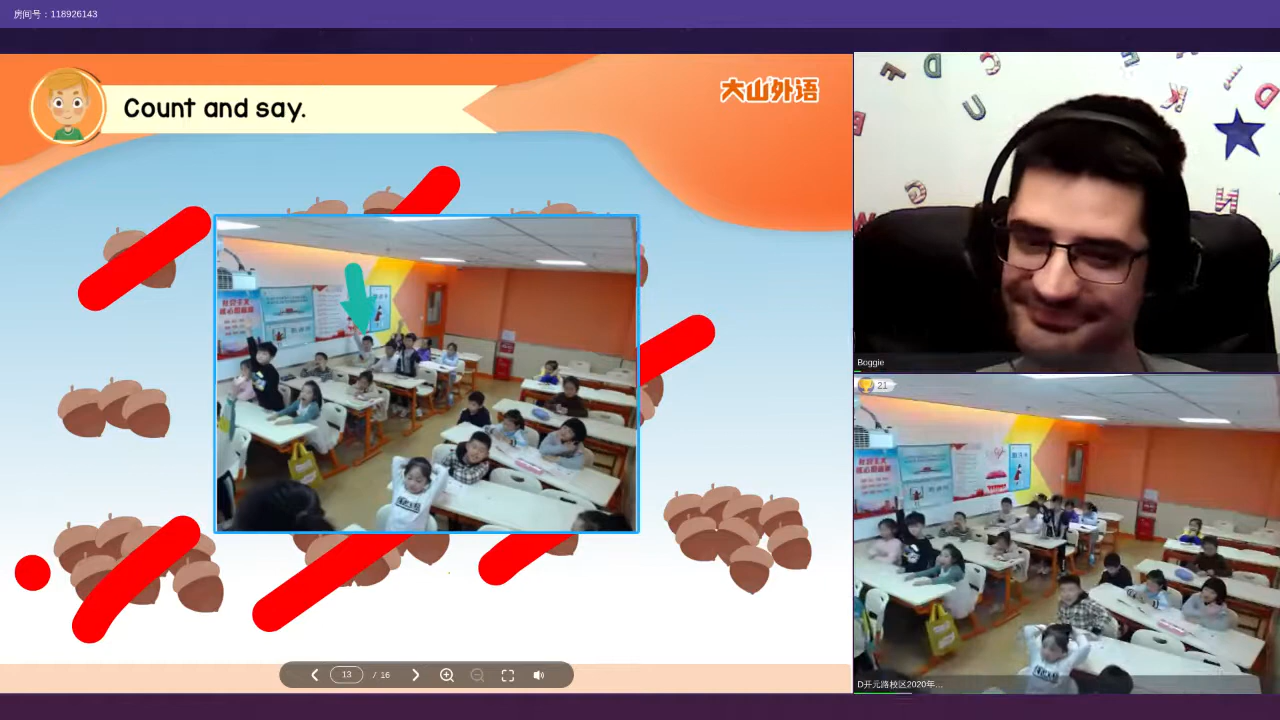 房间号：118926143
Count and say.
大山外语
Boggie
21
D开元路校区2020年...
13 / 16